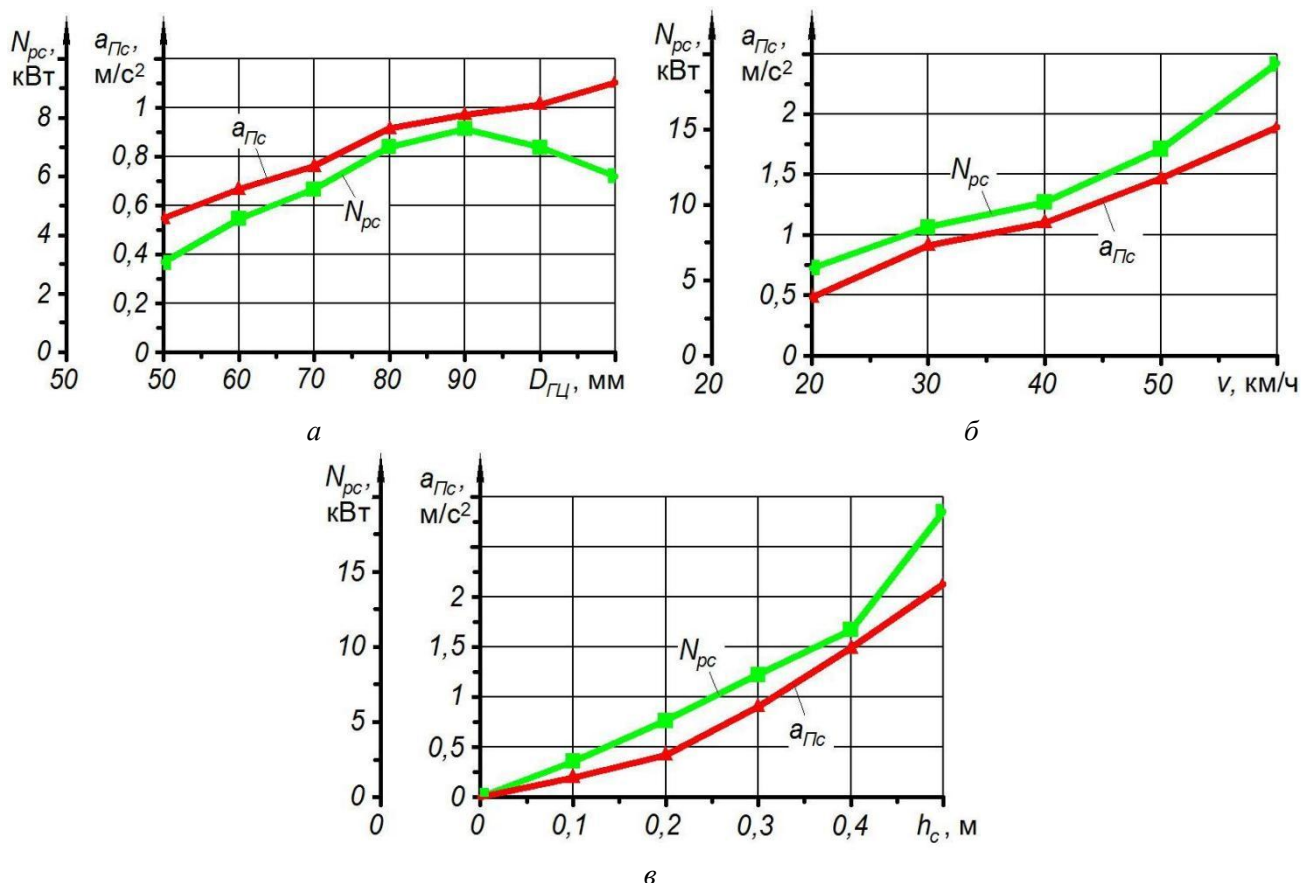 N_рс, кВт
a_Пс, м/с²
8
6
4
2
0
50
1
0,8
0,6
0,4
0,2
0
a_Пс
N_рс
50 60 70 80 90 D_ГЦ, мм
а
N_рс, кВт
a_Пс, м/с²
15
10
5
0
20
2
1,5
1
0,5
0
N_рс
a_Пс
20 30 40 50 v, км/ч
б
N_рс, кВт
a_Пс, м/с²
15
10
5
0
0
2
1,5
1
0,5
0
N_рс
a_Пс
0 0,1 0,2 0,3 0,4 h_с, м
в